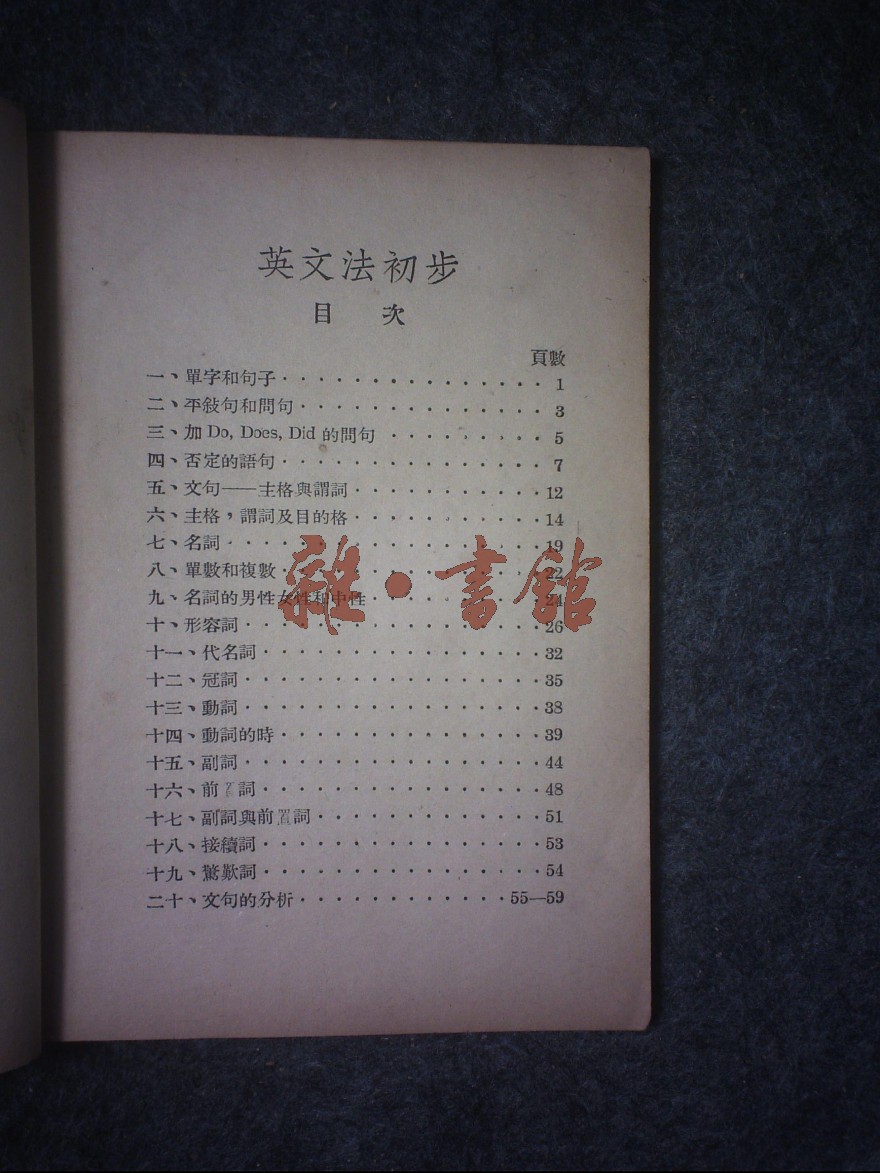 英文法初步
目 次
頁數
一、單字和句子 · · · · · · · · · · · · · · · 1
二、平敍句和問句 · · · · · · · · · · · · · · 3
三、加 Do, Does, Did 的問句 · · · · · · · · · 5
四、否定的語句 · · · · · · · · · · · · · · · 7
五、文句——主格與謂詞 · · · · · · · · · · · 12
六、主格，謂詞及目的格 · · · · · · · · · · · 14
七、名詞 · · · · · · · · · · · · · · · · · · 19
八、單數和複數 · · · · · · · · · · · · · · · 22
九、名詞的男性女性和中性 · · · · · · · · · · 24
雜·書館
十、形容詞 · · · · · · · · · · · · · · · · · 26
十一、代名詞 · · · · · · · · · · · · · · · · 32
十二、冠詞 · · · · · · · · · · · · · · · · · 35
十三、動詞 · · · · · · · · · · · · · · · · · 38
十四、動詞的時 · · · · · · · · · · · · · · · 39
十五、副詞 · · · · · · · · · · · · · · · · · 44
十六、前置詞 · · · · · · · · · · · · · · · · 48
十七、副詞與前置詞 · · · · · · · · · · · · · 51
十八、接續詞 · · · · · · · · · · · · · · · · 53
十九、驚歎詞 · · · · · · · · · · · · · · · · 54
二十、文句的分析 · · · · · · · · · · · · 55—59